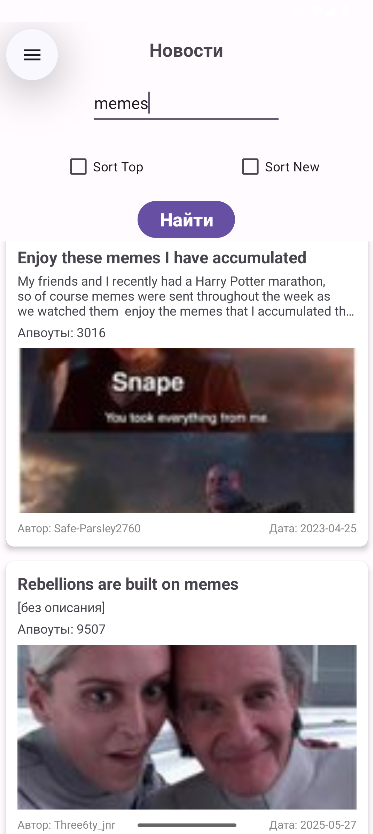 Новости
memes
Sort Top
Sort New
Найти
Enjoy these memes I have accumulated
My friends and I recently had a Harry Potter marathon,
so of course memes were sent throughout the week as
we watched them enjoy the memes that I accumulated th...
Апвоуты: 3016
Snape
You took everything from me
Автор: Safe-Parsley2760
Дата: 2023-04-25
Rebellions are built on memes
[без описания]
Апвоуты: 9507
Автор: Three6ty_jnr
Дата: 2025-05-27